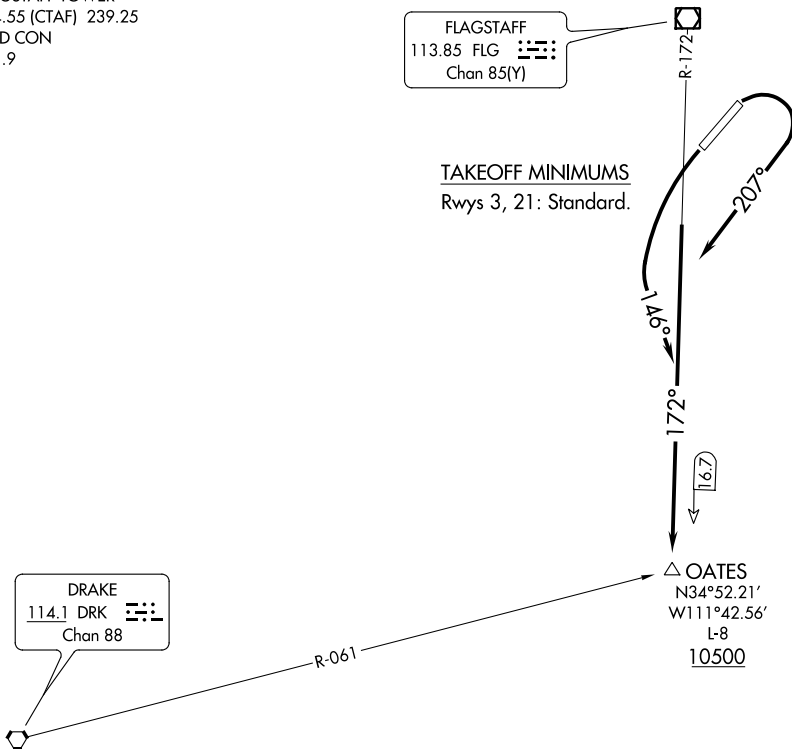 .55 (CTAF) 239.25
D CON
.9
FLAGSTAFF
113.85 FLG
Chan 85(Y)
R-172
TAKEOFF MINIMUMS
Rwys 3, 21: Standard.
207°
146°
172°
16.7
OATES
N34°52.21'
W111°42.56'
L-8
10500
DRAKE
114.1 DRK
Chan 88
R-061